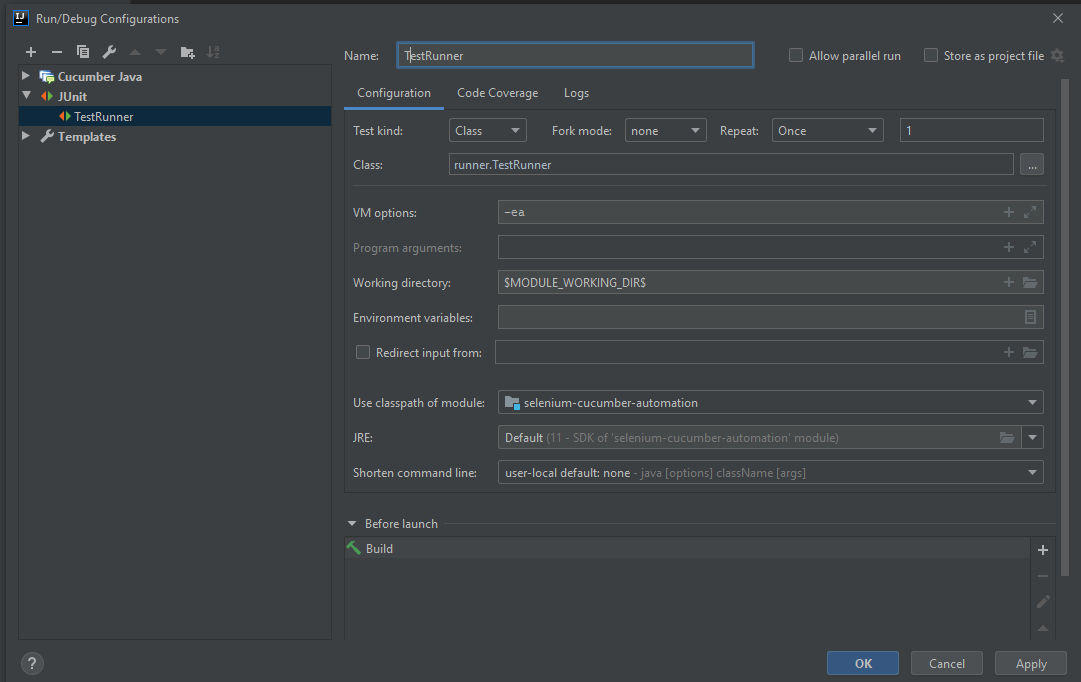 Run/Debug Configurations
Name: TestRunner Allow parallel run Store as project file
Cucumber Java
JUnit
TestRunner
Templates
Configuration Code Coverage Logs
Test kind: Class Fork mode: none Repeat: Once 1
Class: runner.TestRunner ...
VM options: -ea
Program arguments:
Working directory: $MODULE_WORKING_DIR$
Environment variables:
Redirect input from:
Use classpath of module: selenium-cucumber-automation
JRE: Default (11 - SDK of 'selenium-cucumber-automation' module)
Shorten command line: user-local default: none - java [options] className [args]
Before launch
Build
? OK Cancel Apply